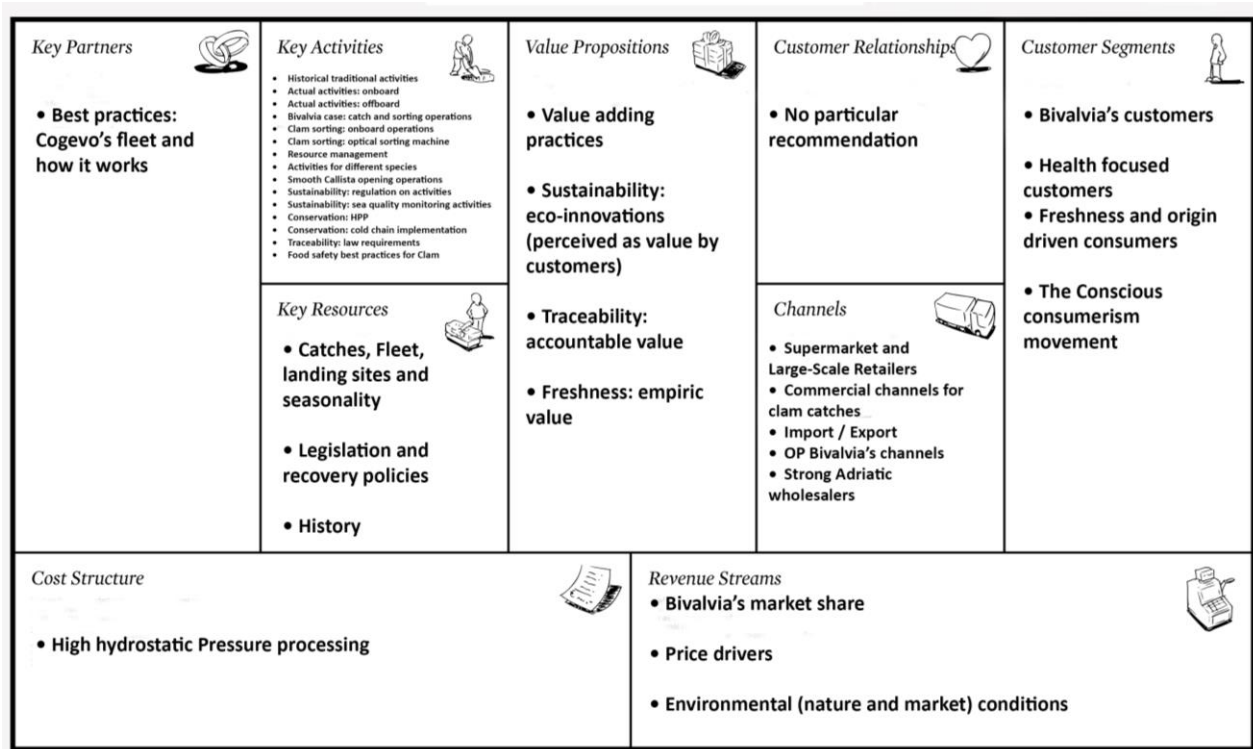 Key Partners
• Best practices:
Cogevo's fleet and
how it works
Key Activities
• Historical traditional activities
• Actual activities: onboard
• Actual activities: offboard
• Bivalvia case: catch and sorting operations
• Clam sorting: onboard operations
• Clam sorting: optical sorting machine
• Resource management
• Activities for different species
• Smooth Callista opening operations
• Sustainability: regulation on activities
• Sustainability: sea quality monitoring activities
• Conservation: HPP
• Conservation: cold chain implementation
• Traceability: law requirements
• Food safety best practices for Clam
Key Resources
• Catches, Fleet,
landing sites and
seasonality
• Legislation and
recovery policies
• History
Value Propositions
• Value adding
practices
• Sustainability:
eco-innovations
(perceived as value by
customers)
• Traceability:
accountable value
• Freshness: empiric
value
Customer Relationships
• No particular
recommendation
Channels
• Supermarket and
Large-Scale Retailers
• Commercial channels for
clam catches
• Import / Export
• OP Bivalvia's channels
• Strong Adriatic
wholesalers
Customer Segments
• Bivalvia's customers
• Health focused
customers
• Freshness and origin
driven consumers
• The Conscious
consumerism
movement
Cost Structure
• High hydrostatic Pressure processing
Revenue Streams
• Bivalvia's market share
• Price drivers
• Environmental (nature and market) conditions